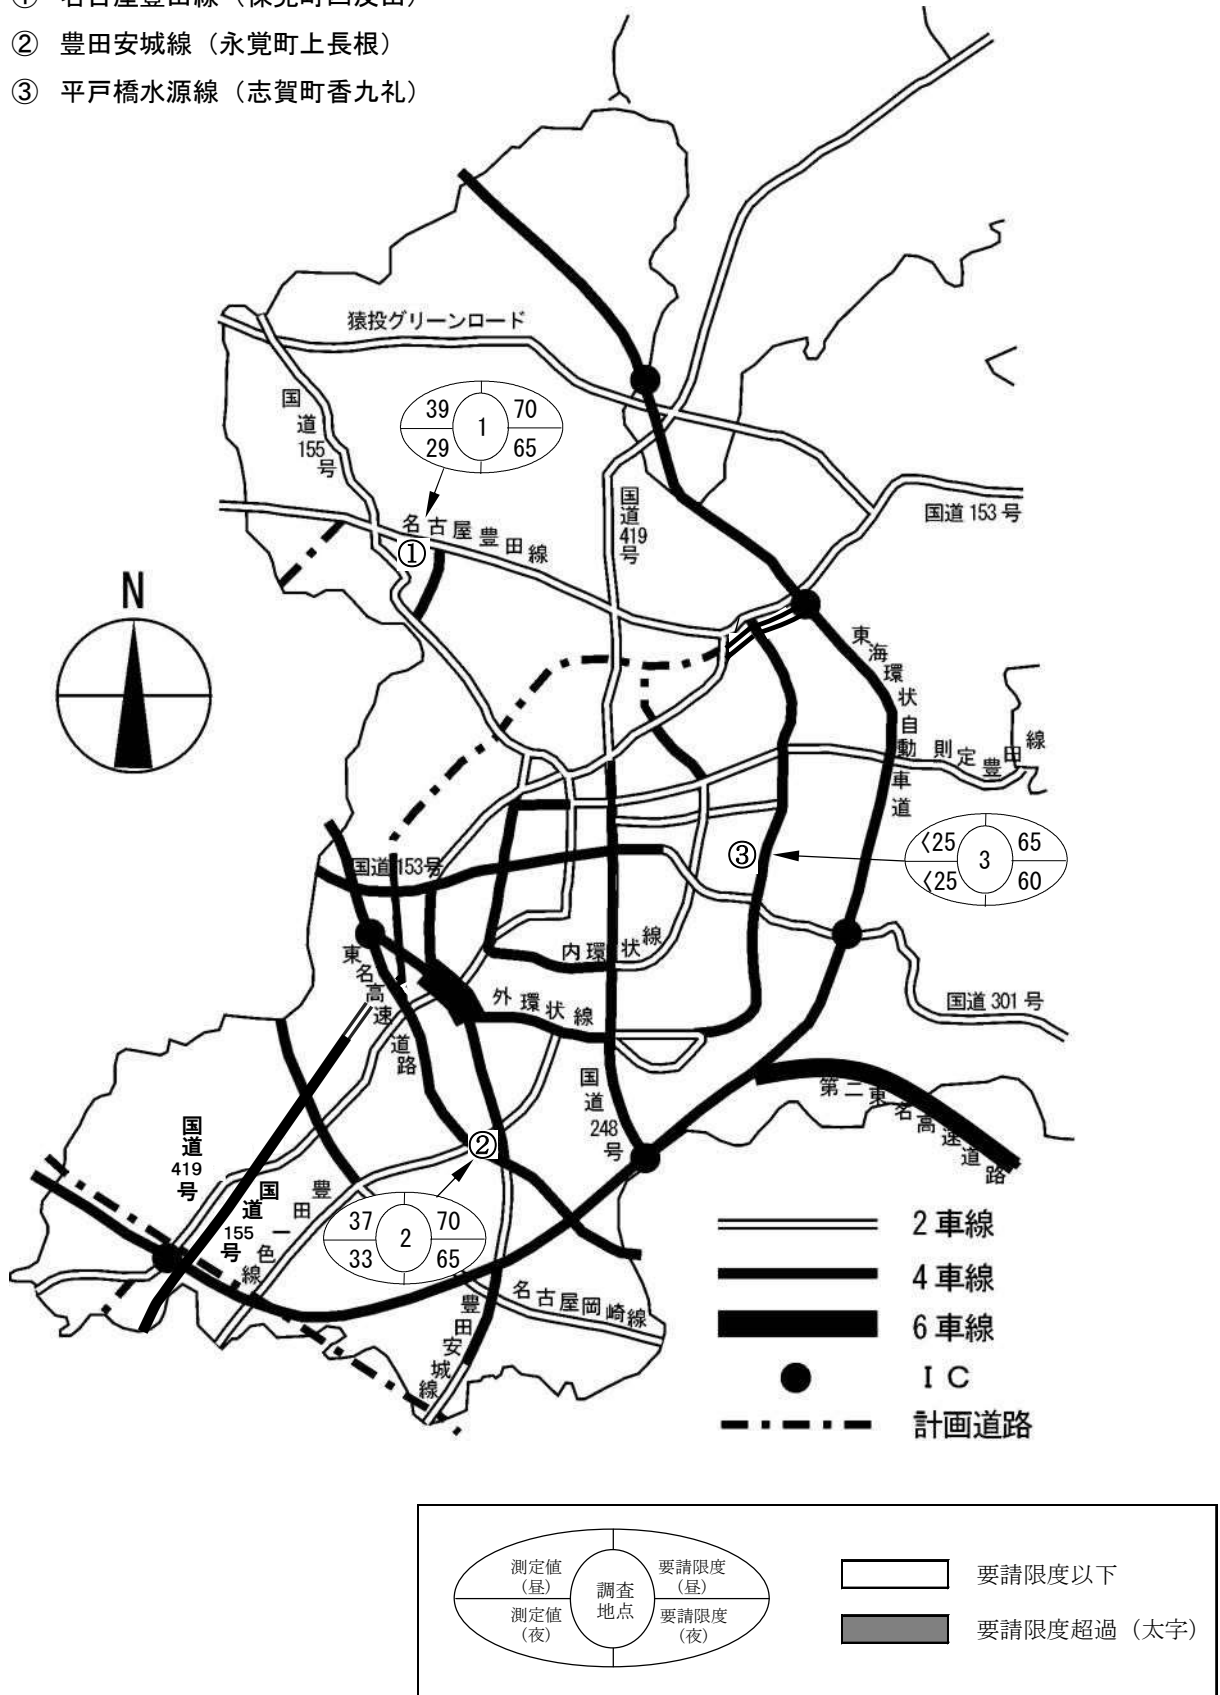 ② 豊田安城線（永覚町上長根）
③ 平戸橋水源線（志賀町香九礼）
猿投グリーンロード
国道155号
39 70
1
29 65
名古屋豊田線
①
国道419号
国道153号
N
東海環状自動車道
則定豊田線
③
<25 65
3
<25 60
国道153号
内環状線
東名高速道路
外環状線
国道301号
国道248号
第二東名高速道路
国道419号
国道155号
豊田一色線
②
37 70
2
33 65
名古屋岡崎線
豊田安城線
2車線
4車線
6車線
ＩＣ
計画道路
測定値（昼）
要請限度（昼）
調査地点
測定値（夜）
要請限度（夜）
要請限度以下
要請限度超過（太字）